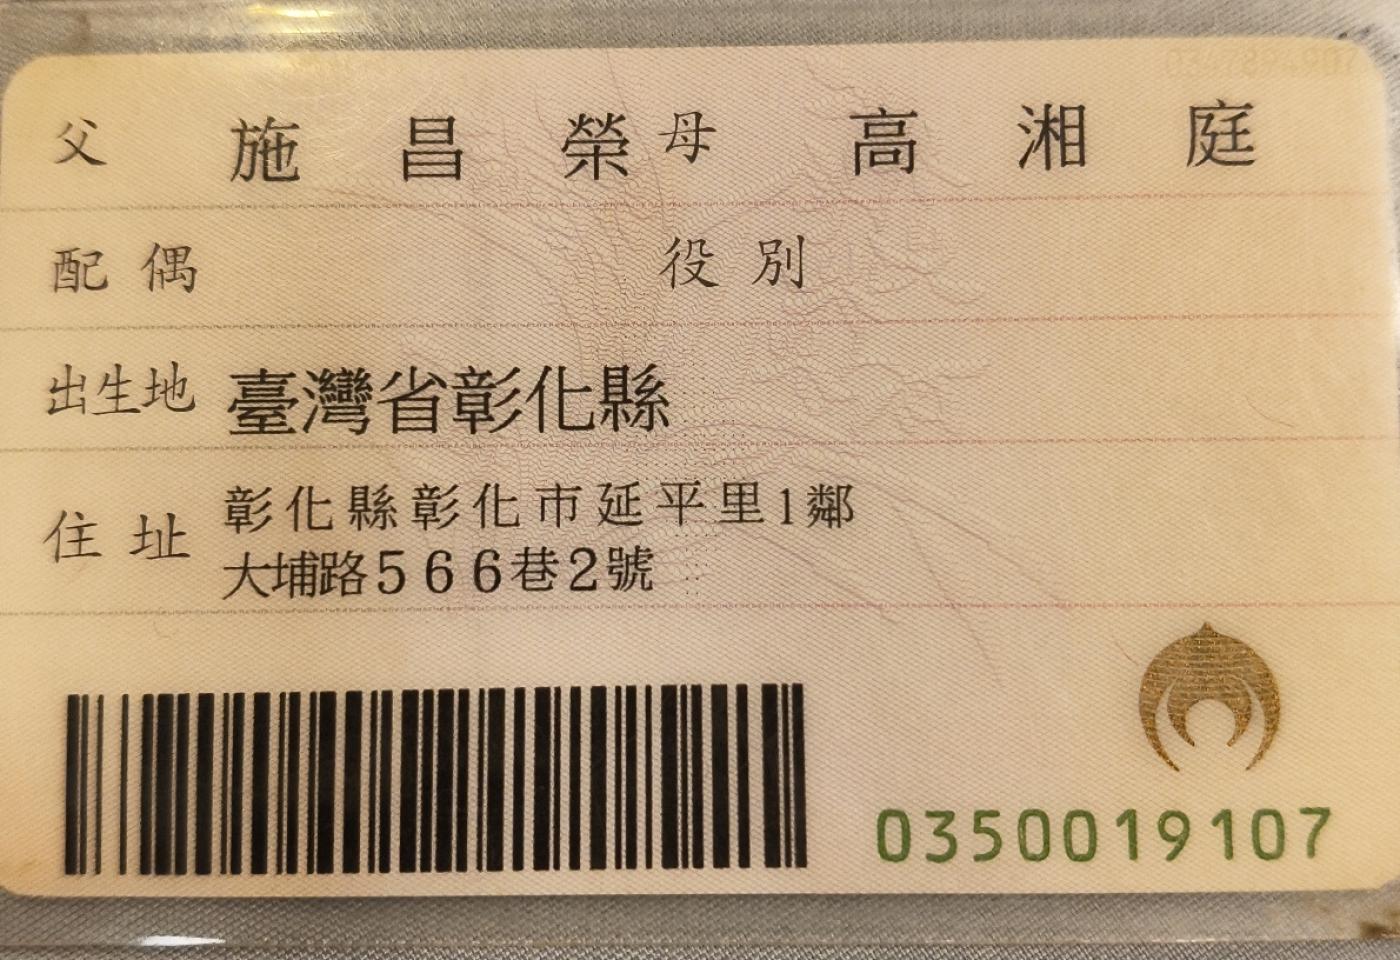 父 施昌榮 母 高湘庭
配偶 役別
出生地 臺灣省彰化縣
住址 彰化縣彰化市延平里1鄰
大埔路566巷2號
0350019107